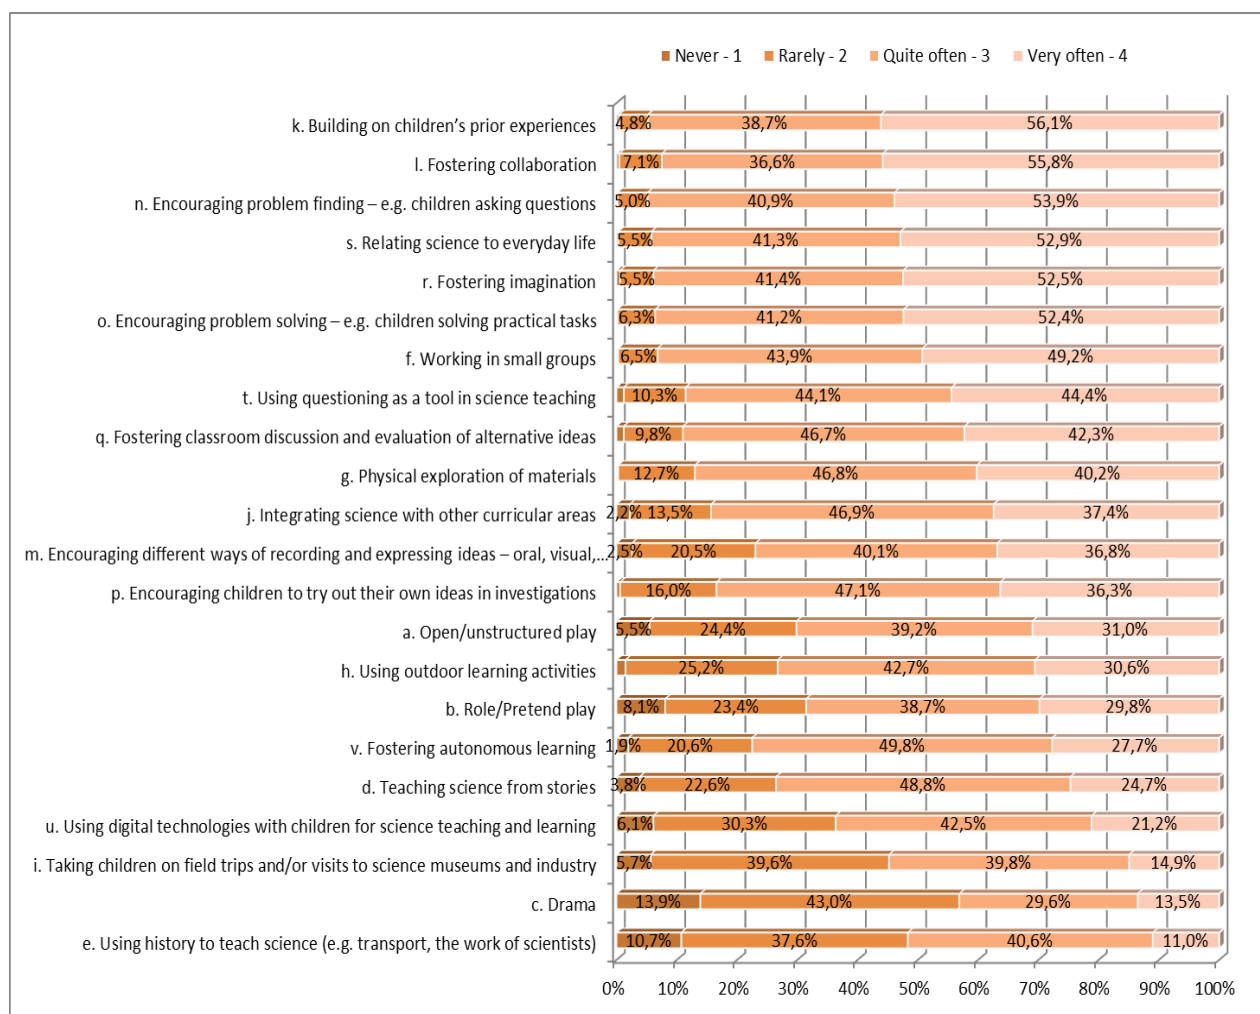 Never - 1 Rarely - 2 Quite often - 3 Very often - 4
k. Building on children’s prior experiences 4,8% 38,7% 56,1%
l. Fostering collaboration 7,1% 36,6% 55,8%
n. Encouraging problem finding – e.g. children asking questions 5,0% 40,9% 53,9%
s. Relating science to everyday life 5,5% 41,3% 52,9%
r. Fostering imagination 5,5% 41,4% 52,5%
o. Encouraging problem solving – e.g. children solving practical tasks 6,3% 41,2% 52,4%
f. Working in small groups 6,5% 43,9% 49,2%
t. Using questioning as a tool in science teaching 10,3% 44,1% 44,4%
q. Fostering classroom discussion and evaluation of alternative ideas 9,8% 46,7% 42,3%
g. Physical exploration of materials 12,7% 46,8% 40,2%
j. Integrating science with other curricular areas 2,2% 13,5% 46,9% 37,4%
m. Encouraging different ways of recording and expressing ideas – oral, visual,... 2,5% 20,5% 40,1% 36,8%
p. Encouraging children to try out their own ideas in investigations 16,0% 47,1% 36,3%
a. Open/unstructured play 5,5% 24,4% 39,2% 31,0%
h. Using outdoor learning activities 25,2% 42,7% 30,6%
b. Role/Pretend play 8,1% 23,4% 38,7% 29,8%
v. Fostering autonomous learning 1,9% 20,6% 49,8% 27,7%
d. Teaching science from stories 3,8% 22,6% 48,8% 24,7%
u. Using digital technologies with children for science teaching and learning 6,1% 30,3% 42,5% 21,2%
i. Taking children on field trips and/or visits to science museums and industry 5,7% 39,6% 39,8% 14,9%
c. Drama 13,9% 43,0% 29,6% 13,5%
e. Using history to teach science (e.g. transport, the work of scientists) 10,7% 37,6% 40,6% 11,0%
0% 10% 20% 30% 40% 50% 60% 70% 80% 90% 100%